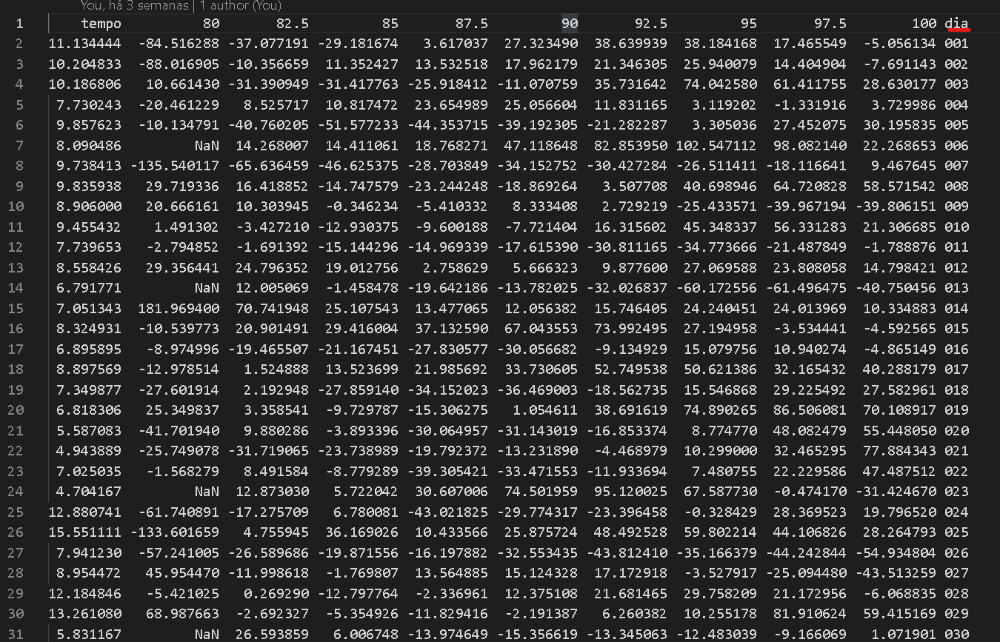 You, há 3 semanas | 1 author (You)
1 tempo 80 82.5 85 87.5 90 92.5 95 97.5 100 dia
2 11.134444 -84.516288 -37.077191 -29.181674 3.617037 27.323490 38.639939 38.184168 17.465549 -5.056134 001
3 10.204833 -88.016905 -10.356659 11.352427 13.532518 17.962179 21.346305 25.940079 14.404904 -7.691143 002
4 10.186806 10.661430 -31.390949 -31.417763 -25.918412 -11.070759 35.731642 74.042580 61.411755 28.630177 003
5 7.730243 -20.461229 8.525717 10.817472 23.654989 25.056604 11.831165 3.119202 -1.331916 3.729986 004
6 9.857623 -10.134791 -40.760205 -51.577233 -44.353715 -39.192305 -21.282287 3.305036 27.452075 30.195835 005
7 8.090486 NaN 14.268007 14.411061 18.768271 47.118648 82.853950 102.547112 98.082140 22.268653 006
8 9.738413 -135.540117 -65.636459 -46.625375 -28.703849 -34.152752 -30.427284 -26.511411 -18.116641 9.467645 007
9 9.835938 29.719336 16.418852 -14.747579 -23.244248 -18.869264 3.507708 40.698946 64.720828 58.571542 008
10 8.906000 20.666161 10.303945 -0.346234 -5.410332 8.333408 2.729219 -25.433571 -39.967194 -39.806151 009
11 9.455432 1.491302 -3.427210 -12.930375 -9.600188 -7.721404 16.315602 45.348337 56.331283 21.306685 010
12 7.739653 -2.794852 -1.691392 -15.144296 -14.969339 -17.615390 -30.811165 -34.773666 -21.487849 -1.788876 011
13 8.558426 29.356441 24.796352 19.012756 2.758629 5.666323 9.877600 27.069588 23.808058 14.798421 012
14 6.791771 NaN 12.005069 -1.458478 -19.642186 -13.782025 -32.026837 -60.172556 -61.496475 -40.750456 013
15 7.051343 181.969400 70.741948 25.107543 13.477065 12.056382 15.746405 24.240451 24.013969 10.334883 014
16 8.324931 -10.539773 20.901491 29.416004 37.132590 67.043553 73.992495 27.194958 -3.534441 -4.592565 015
17 6.895895 -8.974996 -19.465507 -21.167451 -27.830577 -30.056682 -9.134929 15.079756 10.940274 -4.865149 016
18 8.897569 -12.978514 1.524888 13.523699 21.985692 33.730605 52.749538 50.621386 32.165432 40.288179 017
19 7.349877 -27.601914 2.192948 -27.859140 -34.152023 -36.469003 -18.562735 15.546868 29.225492 27.582961 018
20 6.818306 25.349837 3.358541 -9.729787 -15.306275 1.054611 38.691619 74.890265 86.506081 70.108917 019
21 5.587083 -41.701940 9.880286 -3.893396 -30.064957 -31.143019 -16.853374 8.774770 48.082479 55.448050 020
22 4.943889 -25.749078 -31.719065 -23.738989 -19.792372 -13.231890 -4.468979 10.299000 32.465295 77.884343 021
23 7.025035 -1.568279 8.491584 -8.779289 -39.305421 -33.471553 -11.933694 7.480755 22.229586 47.487512 022
24 4.704167 NaN 12.873030 5.722042 30.607006 74.501959 95.120025 67.587730 -0.474170 -31.424670 023
25 12.880741 -61.740891 -17.275709 6.780081 -43.021825 -29.774317 -23.396458 -0.328429 28.369523 19.796520 024
26 15.551111 -133.601659 4.755945 36.169026 10.433566 25.875724 48.492528 59.802214 44.106826 28.264793 025
27 7.941230 -57.241005 -26.589686 -19.871556 -16.197882 -32.553435 -43.812410 -35.166379 -44.242844 -54.934804 026
28 8.954472 45.954470 -11.998618 -1.769807 13.564885 15.124328 17.172918 -3.527917 -25.094480 -43.513259 027
29 12.184846 -5.421025 0.269290 -12.797764 -2.336961 12.375108 21.681465 29.758209 21.172956 -6.068835 028
30 13.261080 68.987663 -2.692327 -5.354926 -11.829416 -2.191387 6.260382 10.255178 81.910624 59.415169 029
31 5.831167 NaN 26.593859 6.006748 -13.974649 -15.356619 -13.345063 -12.483039 -9.166069 1.071901 030